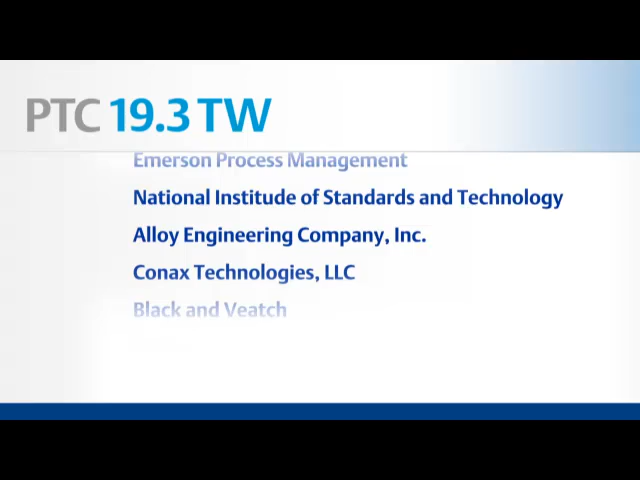 PTC 19.3 TW
Emerson Process Management
National Institude of Standards and Technology
Alloy Engineering Company, Inc.
Conax Technologies, LLC
Black and Veatch